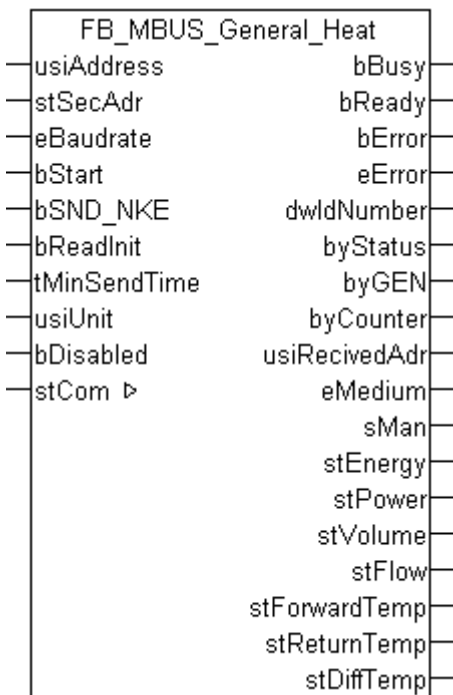 FB_MBUS_General_Heat
usiAddress bBusy
stSecAdr bReady
eBaudrate bError
bStart eError
bSND_NKE dwIdNumber
bReadInit byStatus
tMinSendTime byGEN
usiUnit byCounter
bDisabled usiRecivedAdr
stCom eMedium
sMan
stEnergy
stPower
stVolume
stFlow
stForwardTemp
stReturnTemp
stDiffTemp